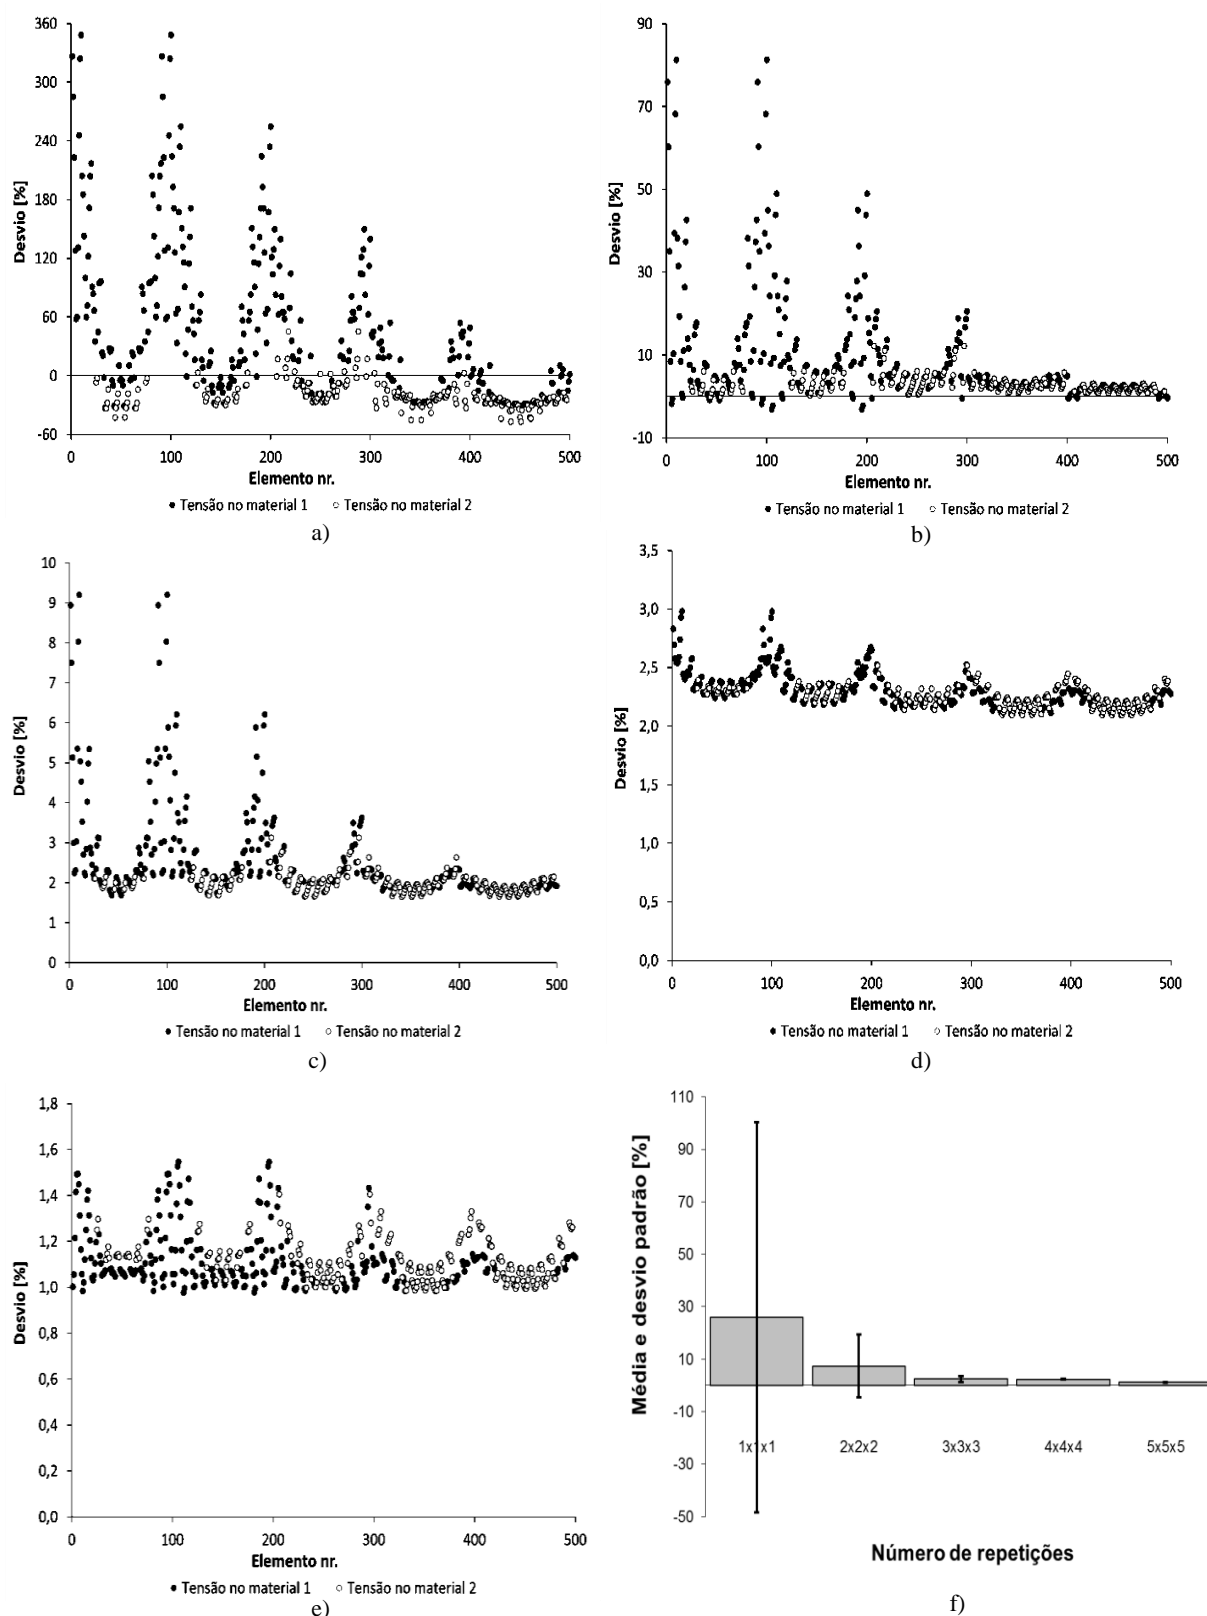 360
300
240
180
120
60
0
-60
Desvio [%]
0 100 200 300 400 500
Elemento nr.
Tensão no material 1 Tensão no material 2
a)
90
70
50
30
10
-10
Desvio [%]
0 100 200 300 400 500
Elemento nr.
Tensão no material 1 Tensão no material 2
b)
10
9
8
7
6
5
4
3
2
1
0
Desvio [%]
0 100 200 300 400 500
Elemento nr.
Tensão no material 1 Tensão no material 2
c)
3,5
3,0
2,5
2,0
1,5
1,0
0,5
0,0
Desvio [%]
0 100 200 300 400 500
Elemento nr.
Tensão no material 1 Tensão no material 2
d)
1,8
1,6
1,4
1,2
1,0
0,8
0,6
0,4
0,2
0,0
Desvio [%]
0 100 200 300 400 500
Elemento nr.
Tensão no material 1 Tensão no material 2
e)
110
90
70
50
30
10
-10
-30
-50
Média e desvio padrão [%]
1x1x1 2x2x2 3x3x3 4x4x4 5x5x5
Número de repetições
f)